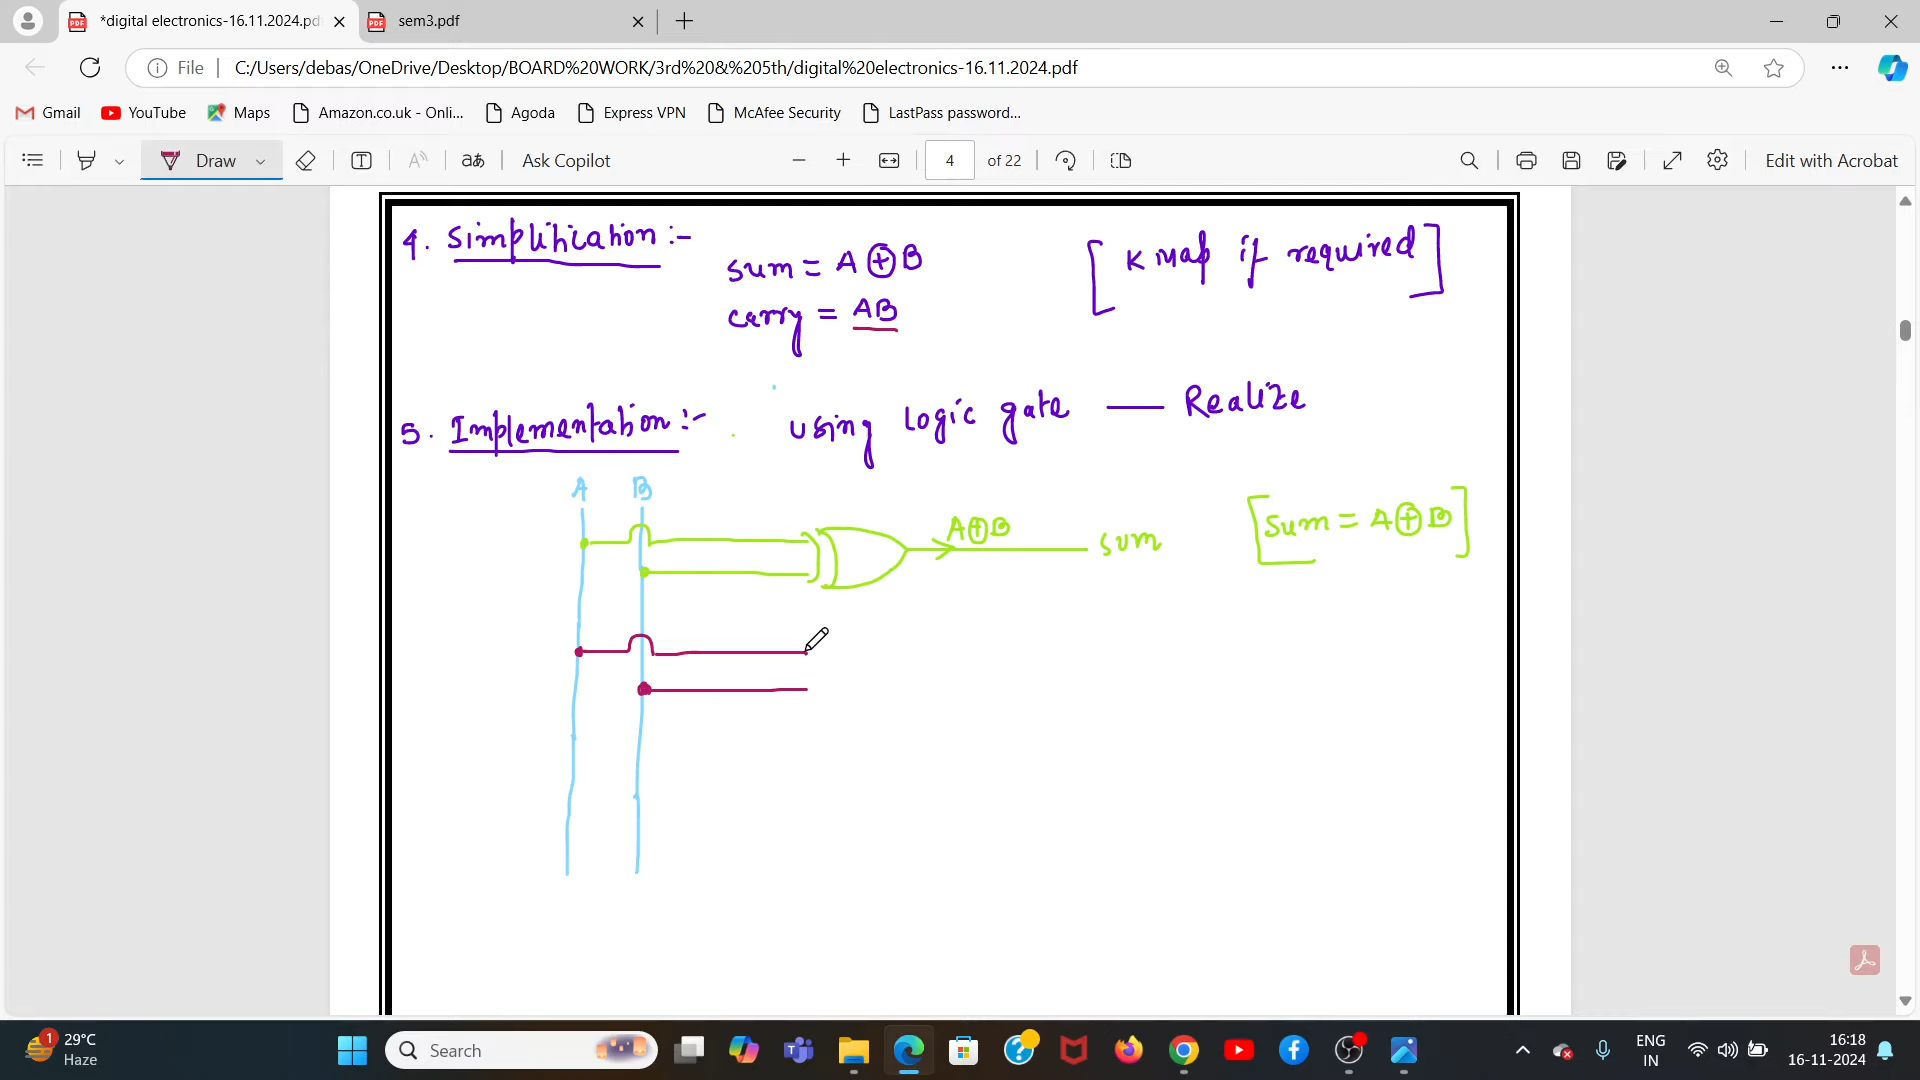 *digital electronics-16.11.2024.pd
sem3.pdf
File
C:/Users/debas/OneDrive/Desktop/BOARD%20WORK/3rd%20&%205th/digital%20electronics-16.11.2024.pdf
Gmail
YouTube
Maps
Amazon.co.uk - Onli...
Agoda
Express VPN
McAfee Security
LastPass password...
Draw
Ask Copilot
4 of 22
Edit with Acrobat
4. Simplification :-
[K Map if required]
sum = A ⊕ B
carry = AB
5. Implementation :- using Logic gate — Realize
A B
A⊕B
sum
[sum = A⊕B]
1
29°C
Haze
Search
ENG
IN
16:18
16-11-2024